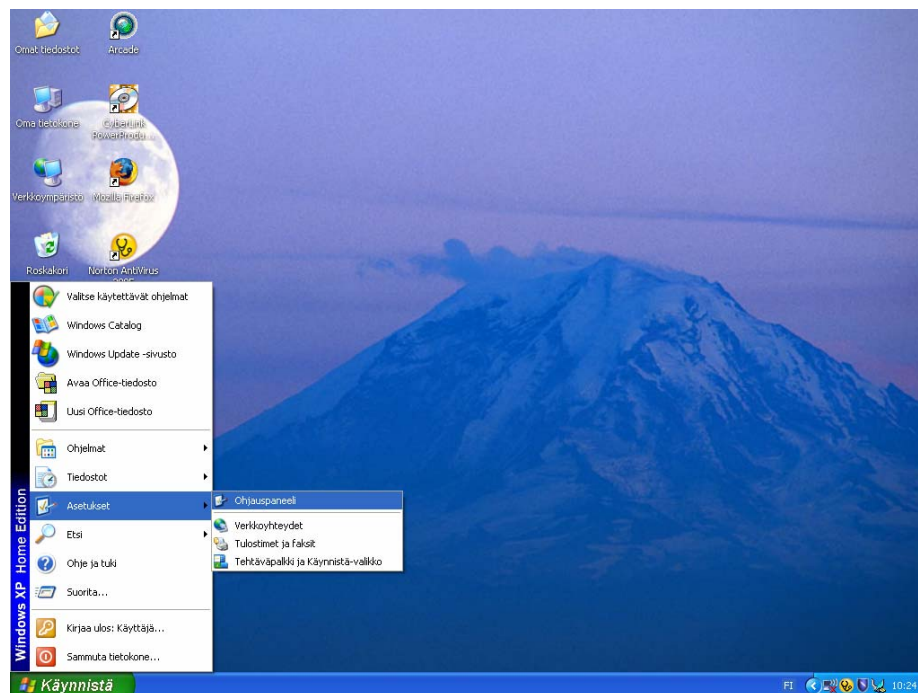 Omat tiedostot
Arcade
Oma tietokone
CyberLink
PowerProdu...
Verkkoympäristö
Mozilla Firefox
Roskakori
Norton AntiVirus
2005
Valitse käytettävät ohjelmat
Windows Catalog
Windows Update -sivusto
Avaa Office-tiedosto
Uusi Office-tiedosto
Ohjelmat
Tiedostot
Asetukset
Ohjauspaneeli
Verkkoyhteydet
Tulostimet ja faksit
Tehtäväpalkki ja Käynnistä-valikko
Etsi
Ohje ja tuki
Suorita...
Kirjaa ulos: Käyttäjä...
Sammuta tietokone...
Windows XP Home Edition
Käynnistä
FI
10:24